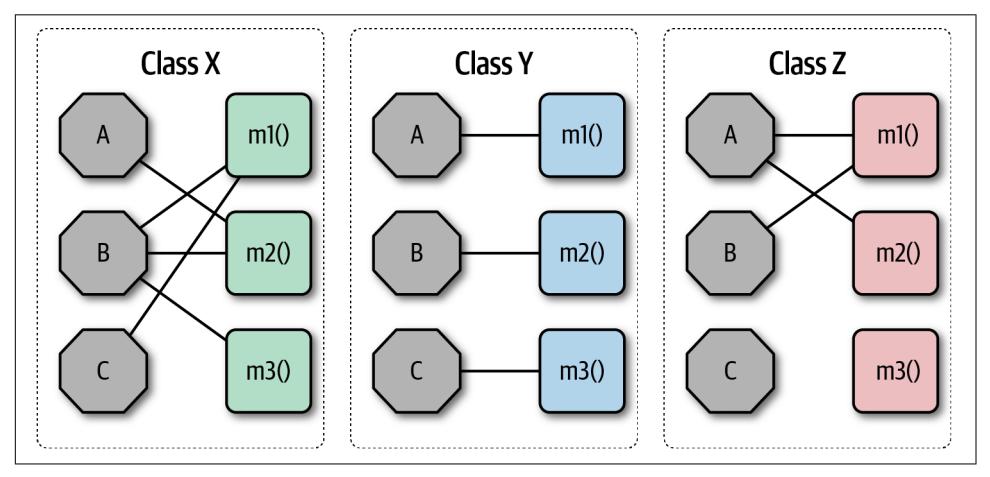 Class X
A
m1()
B
m2()
C
m3()
Class Y
A
m1()
B
m2()
C
m3()
Class Z
A
m1()
B
m2()
C
m3()